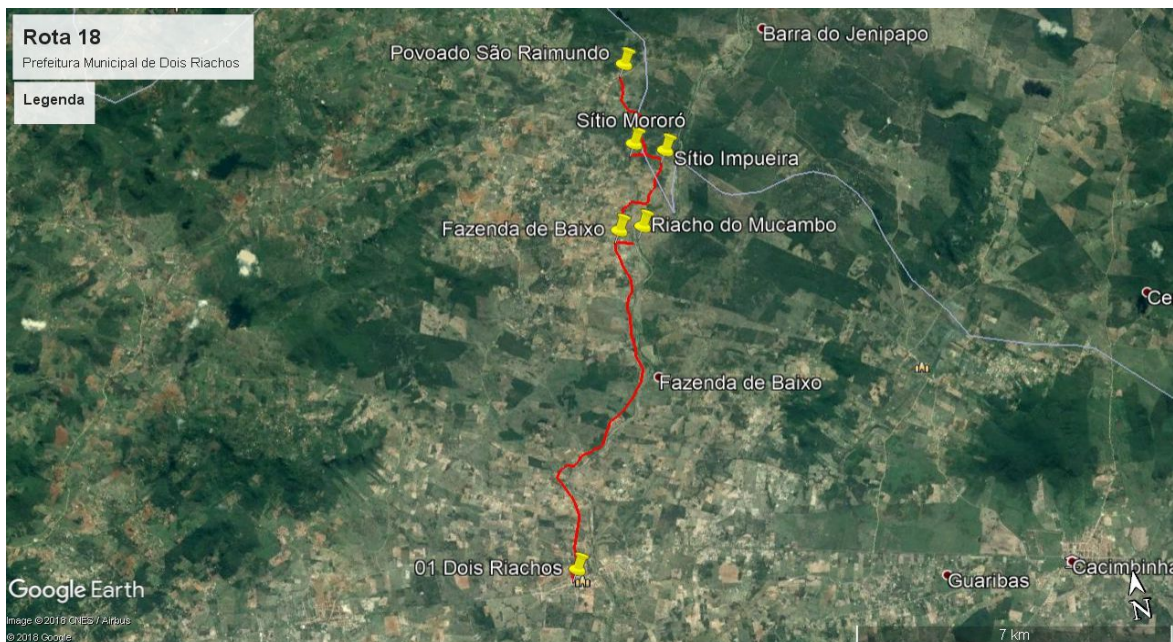 Rota 18
Prefeitura Municipal de Dois Riachos
Legenda
Barra do Jenipapo
Povoado São Raimundo
Sítio Mororó
Sítio Impueira
Fazenda de Baixo
Riacho do Mucambo
Ce
Fazenda de Baixo
01 Dois Riachos
Guaribas
Cacimbinha
N
Google Earth
Image © 2018 CNES / Airbus
© 2018 Google
7 km